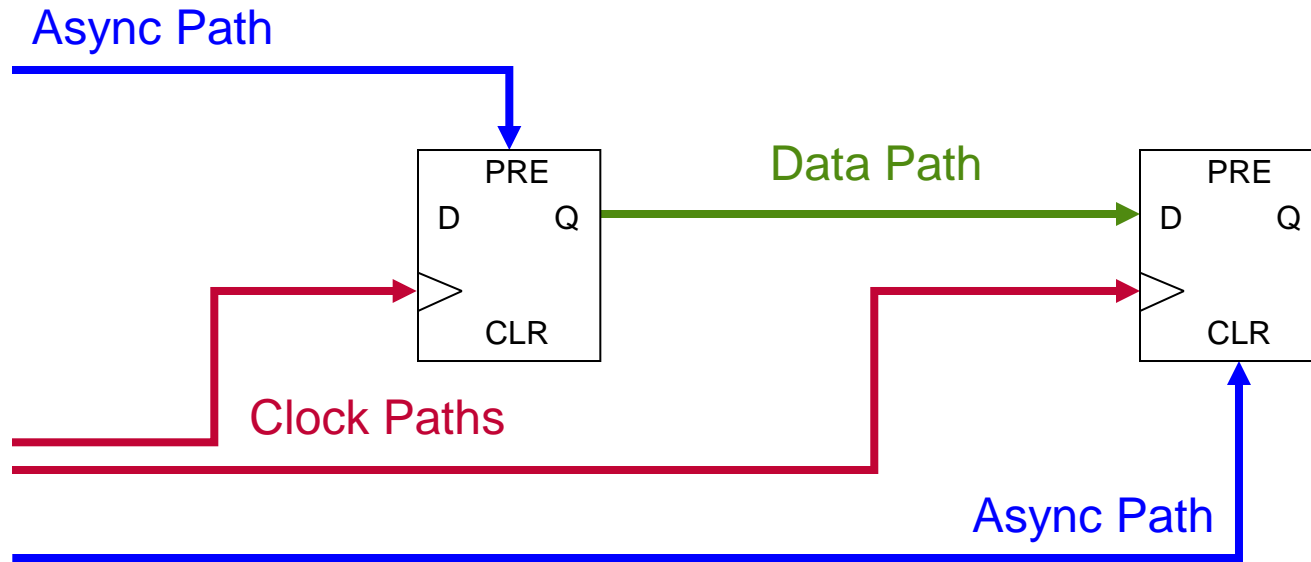 Async Path
PRE
Data Path
PRE
D Q
D Q
CLR
CLR
Clock Paths
Async Path